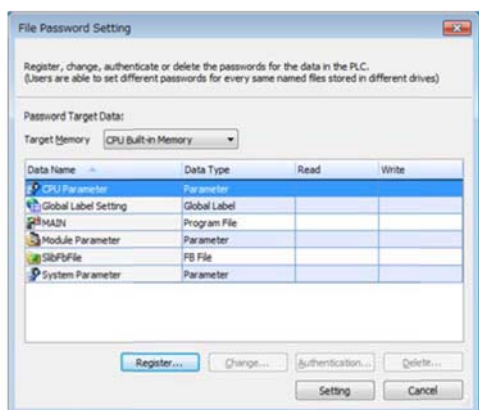 File Password Setting
Register, change, authenticate or delete the passwords for the data in the PLC.
(Users are able to set different passwords for every same named files stored in different drives)
Password Target Data:
Target Memory CPU Built-in Memory
Data Name Data Type Read Write
CPU Parameter Parameter
Global Label Setting Global Label
MAIN Program File
Module Parameter Parameter
SlibFbFile FB File
System Parameter Parameter
Register... Change... Authentication... Delete...
Setting Cancel